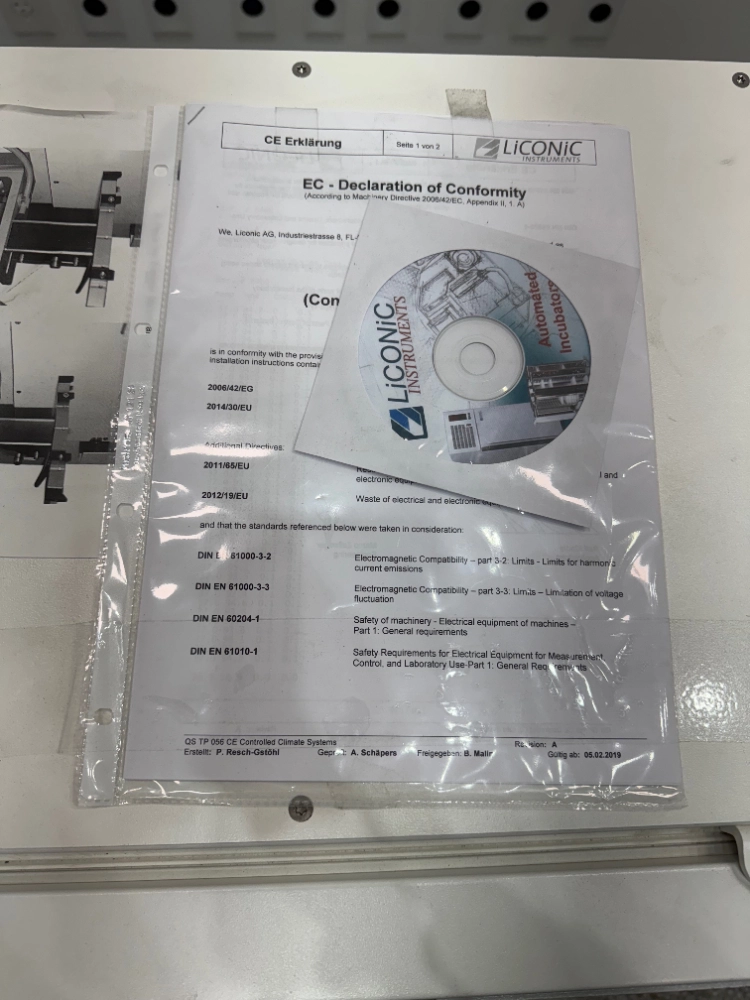 CE Erklärung
Seite 1 von 2
LiCONiC
INSTRUMENTS
EC - Declaration of Conformity
(According to Machinery Directive 2006/42/EC, Appendix II, 1. A)
We, Liconic AG, Industriestrasse 8,
(Con
is in conformity with the
installation instructions
2006/42/EG
2014/30/EU
Additional Directives:
2011/65/EU
and
electronic
2012/19/EU
Waste of electrical and electronic
and that the standards referenced below were taken in consideration:
DIN EN 61000-3-2
Electromagnetic Compatibility – part 3-2: Limits - Limits for harmonic
current emissions
DIN EN 61000-3-3
Electromagnetic Compatibility – part 3-3: Limits – Limitation of voltage
fluctuation
DIN EN 60204-1
Safety of machinery - Electrical equipment of machines –
Part 1: General requirements
DIN EN 61010-1
Safety Requirements for Electrical Equipment for Measurement,
Control, and Laboratory Use-Part 1: General Requirements
QS TP 056 CE Controlled Climate Systems
Revision: A
Erstellt: P. Resch-Gstöhl
Geprüft: A. Schäpers
Freigegeben: B. Malin
Gültig ab: 05.02.2019
LiCONiC
INSTRUMENTS
Automated
Incubators